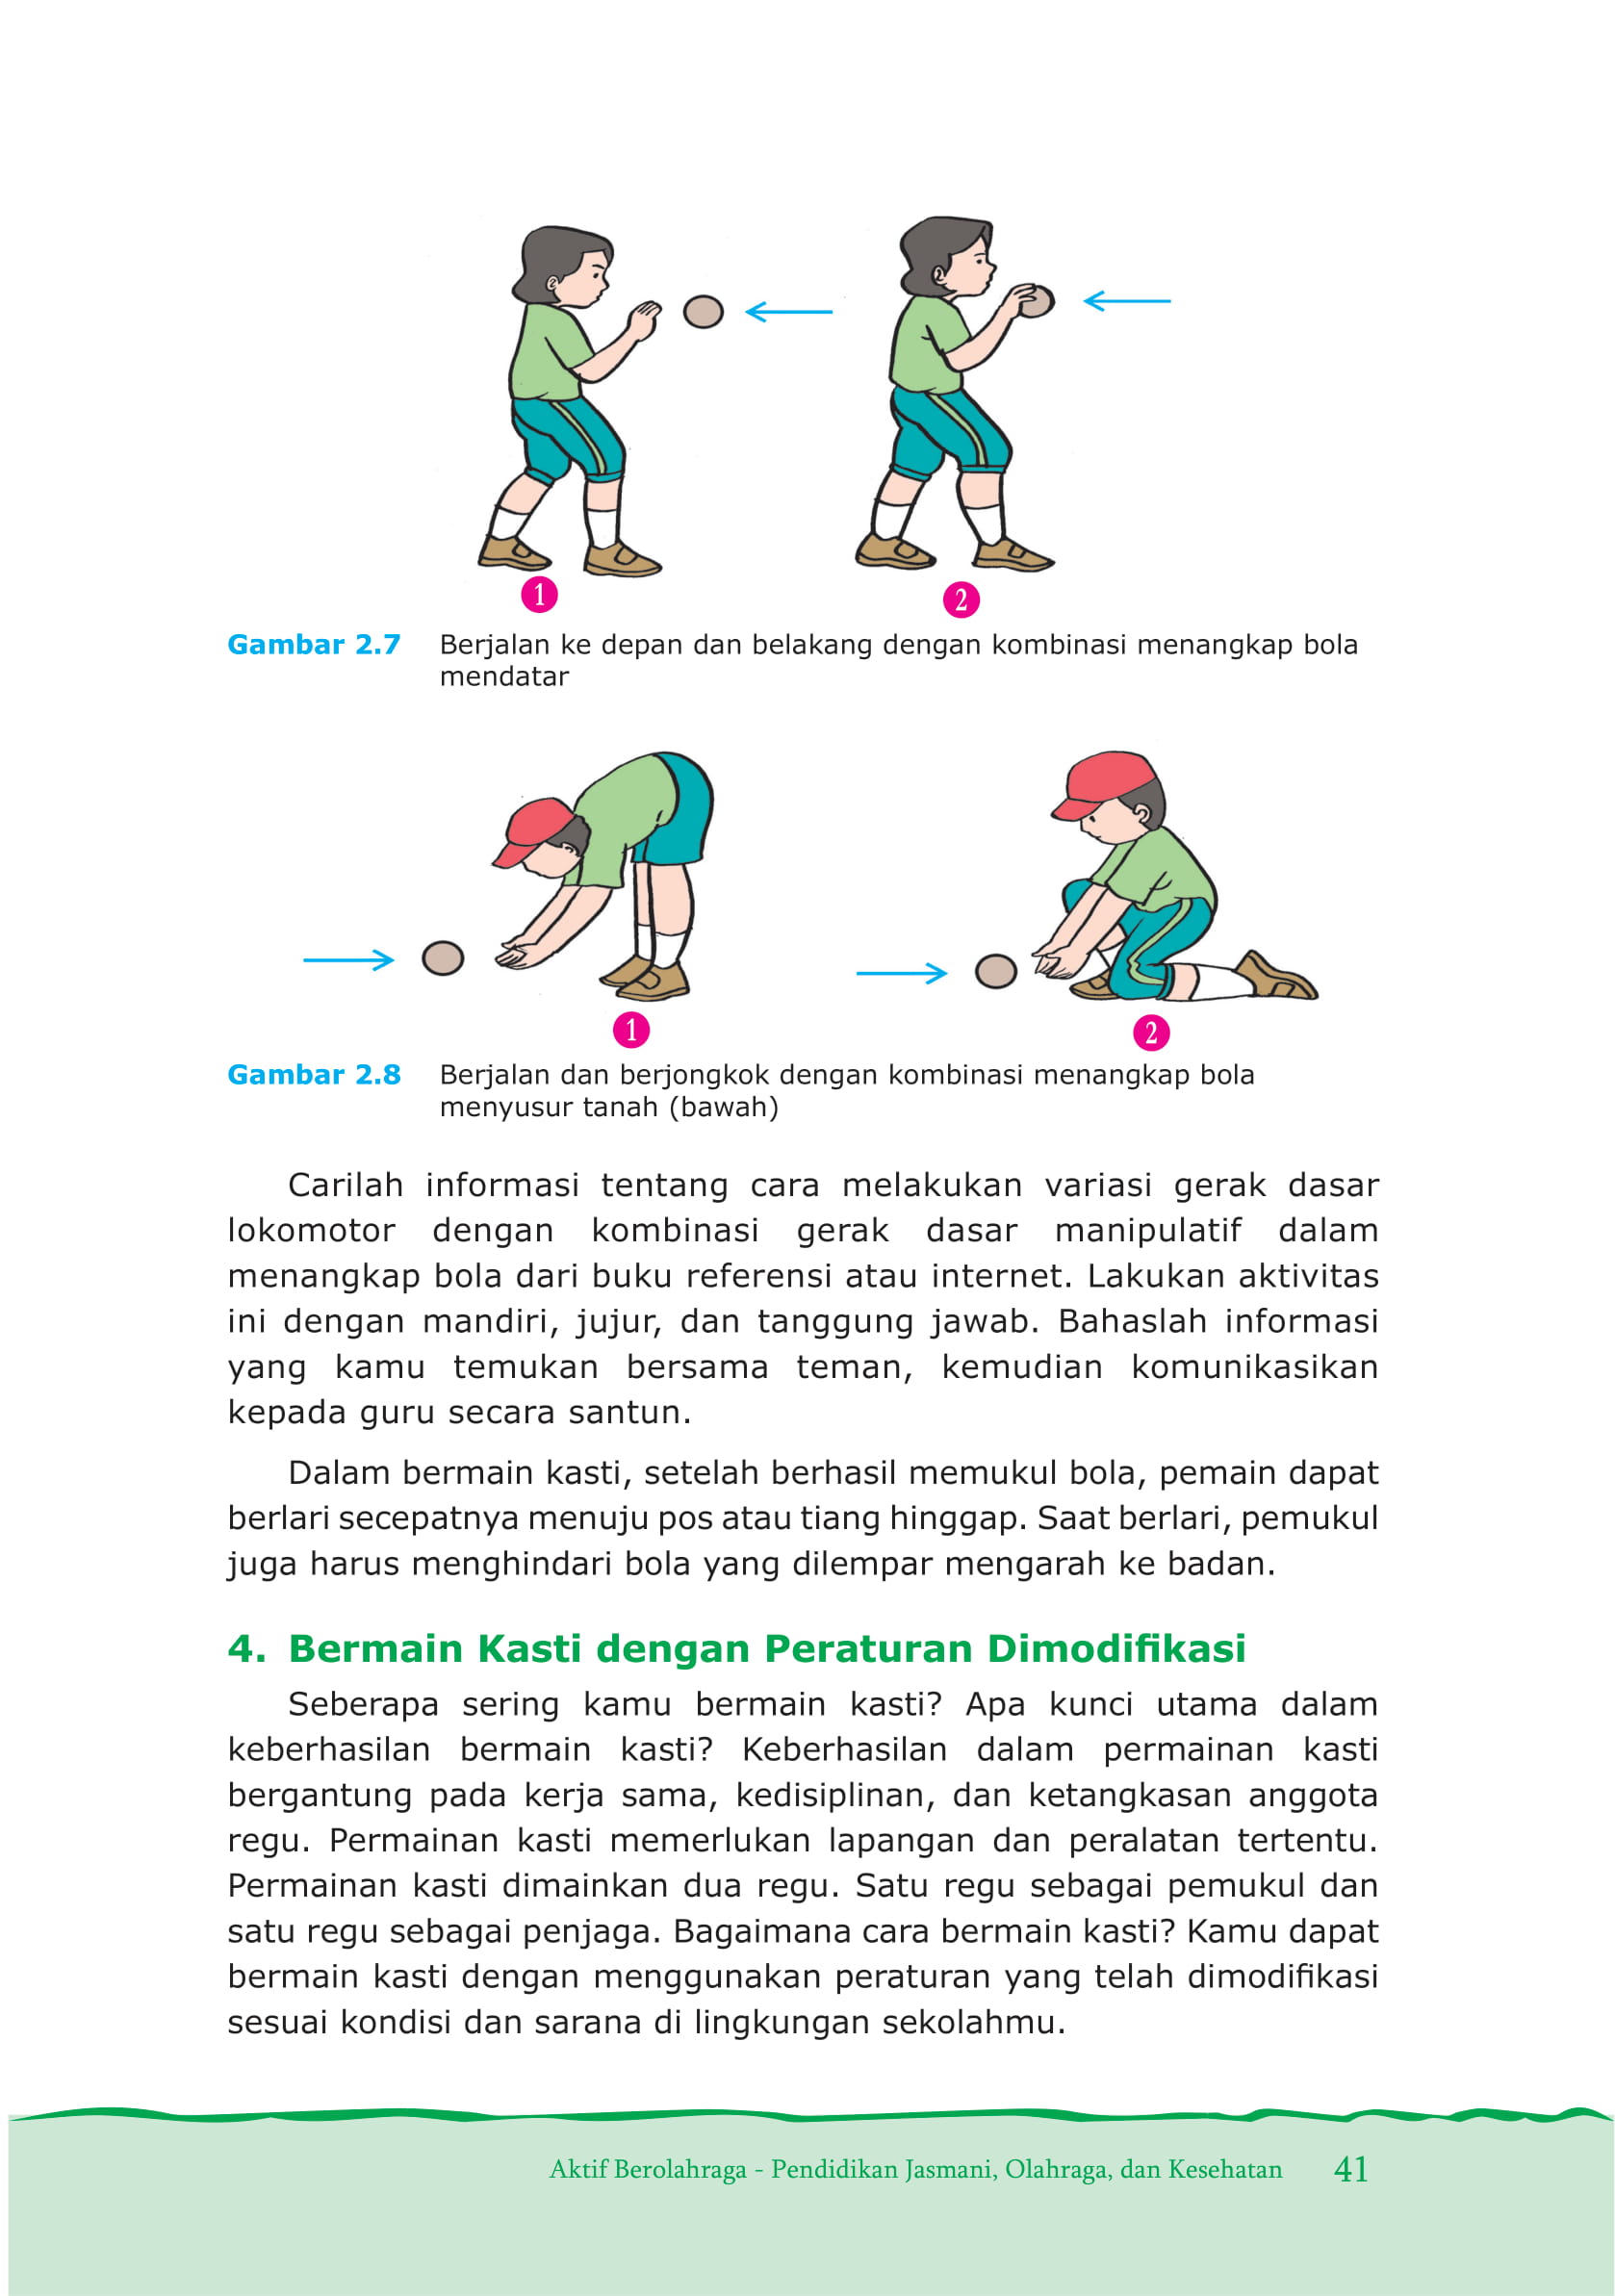 1
2
Gambar 2.7 Berjalan ke depan dan belakang dengan kombinasi menangkap bola
mendatar
1
2
Gambar 2.8 Berjalan dan berjongkok dengan kombinasi menangkap bola
menyusur tanah (bawah)
Carilah informasi tentang cara melakukan variasi gerak dasar
lokomotor dengan kombinasi gerak dasar manipulatif dalam
menangkap bola dari buku referensi atau internet. Lakukan aktivitas
ini dengan mandiri, jujur, dan tanggung jawab. Bahaslah informasi
yang kamu temukan bersama teman, kemudian komunikasikan
kepada guru secara santun.
Dalam bermain kasti, setelah berhasil memukul bola, pemain dapat
berlari secepatnya menuju pos atau tiang hinggap. Saat berlari, pemukul
juga harus menghindari bola yang dilempar mengarah ke badan.
4. Bermain Kasti dengan Peraturan Dimodifikasi
Seberapa sering kamu bermain kasti? Apa kunci utama dalam
keberhasilan bermain kasti? Keberhasilan dalam permainan kasti
bergantung pada kerja sama, kedisiplinan, dan ketangkasan anggota
regu. Permainan kasti memerlukan lapangan dan peralatan tertentu.
Permainan kasti dimainkan dua regu. Satu regu sebagai pemukul dan
satu regu sebagai penjaga. Bagaimana cara bermain kasti? Kamu dapat
bermain kasti dengan menggunakan peraturan yang telah dimodifikasi
sesuai kondisi dan sarana di lingkungan sekolahmu.
Aktif Berolahraga - Pendidikan Jasmani, Olahraga, dan Kesehatan 41